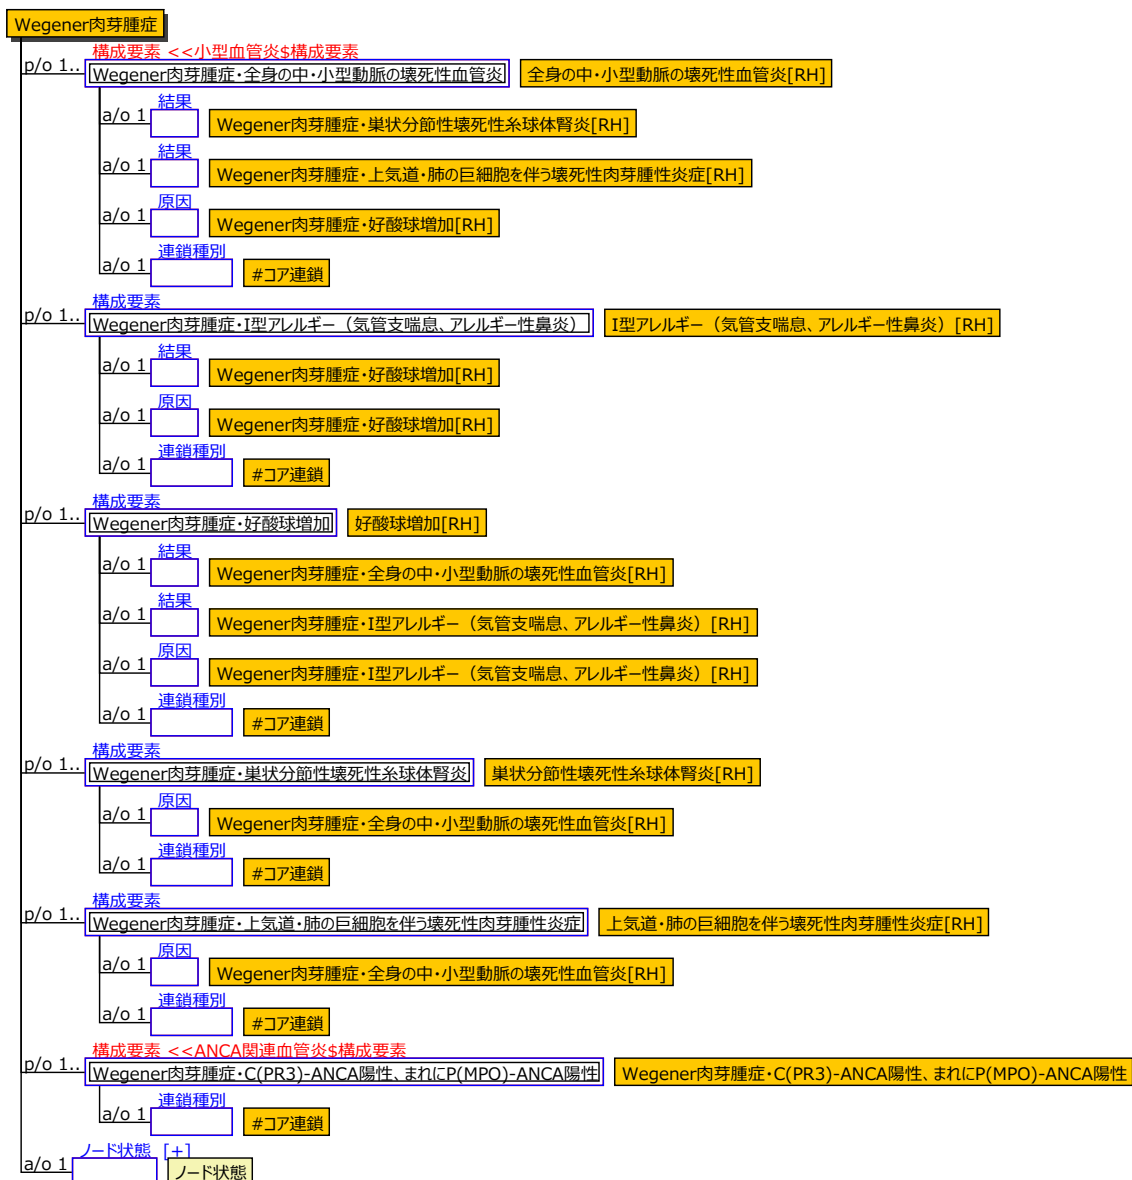 Wegener肉芽腫症
構成要素 <<小型血管炎$構成要素
p/o 1.. Wegener肉芽腫症・全身の中・小型動脈の壊死性血管炎 全身の中・小型動脈の壊死性血管炎[RH]
結果
a/o 1 Wegener肉芽腫症・巣状分節性壊死性糸球体腎炎[RH]
結果
a/o 1 Wegener肉芽腫症・上気道・肺の巨細胞を伴う壊死性肉芽腫性炎症[RH]
原因
a/o 1 Wegener肉芽腫症・好酸球増加[RH]
連鎖種別
a/o 1 #コア連鎖
構成要素
p/o 1.. Wegener肉芽腫症・I型アレルギー（気管支喘息、アレルギー性鼻炎） I型アレルギー（気管支喘息、アレルギー性鼻炎）[RH]
結果
a/o 1 Wegener肉芽腫症・好酸球増加[RH]
原因
a/o 1 Wegener肉芽腫症・好酸球増加[RH]
連鎖種別
a/o 1 #コア連鎖
構成要素
p/o 1.. Wegener肉芽腫症・好酸球増加 好酸球増加[RH]
結果
a/o 1 Wegener肉芽腫症・全身の中・小型動脈の壊死性血管炎[RH]
結果
a/o 1 Wegener肉芽腫症・I型アレルギー（気管支喘息、アレルギー性鼻炎）[RH]
原因
a/o 1 Wegener肉芽腫症・I型アレルギー（気管支喘息、アレルギー性鼻炎）[RH]
連鎖種別
a/o 1 #コア連鎖
構成要素
p/o 1.. Wegener肉芽腫症・巣状分節性壊死性糸球体腎炎 巣状分節性壊死性糸球体腎炎[RH]
原因
a/o 1 Wegener肉芽腫症・全身の中・小型動脈の壊死性血管炎[RH]
連鎖種別
a/o 1 #コア連鎖
構成要素
p/o 1.. Wegener肉芽腫症・上気道・肺の巨細胞を伴う壊死性肉芽腫性炎症 上気道・肺の巨細胞を伴う壊死性肉芽腫性炎症[RH]
原因
a/o 1 Wegener肉芽腫症・全身の中・小型動脈の壊死性血管炎[RH]
連鎖種別
a/o 1 #コア連鎖
構成要素 <<ANCA関連血管炎$構成要素
p/o 1.. Wegener肉芽腫症・C(PR3)-ANCA陽性、まれにP(MPO)-ANCA陽性 Wegener肉芽腫症・C(PR3)-ANCA陽性、まれにP(MPO)-ANCA陽性
連鎖種別
a/o 1 #コア連鎖
ノード状態 [+]
a/o 1 ノード状態